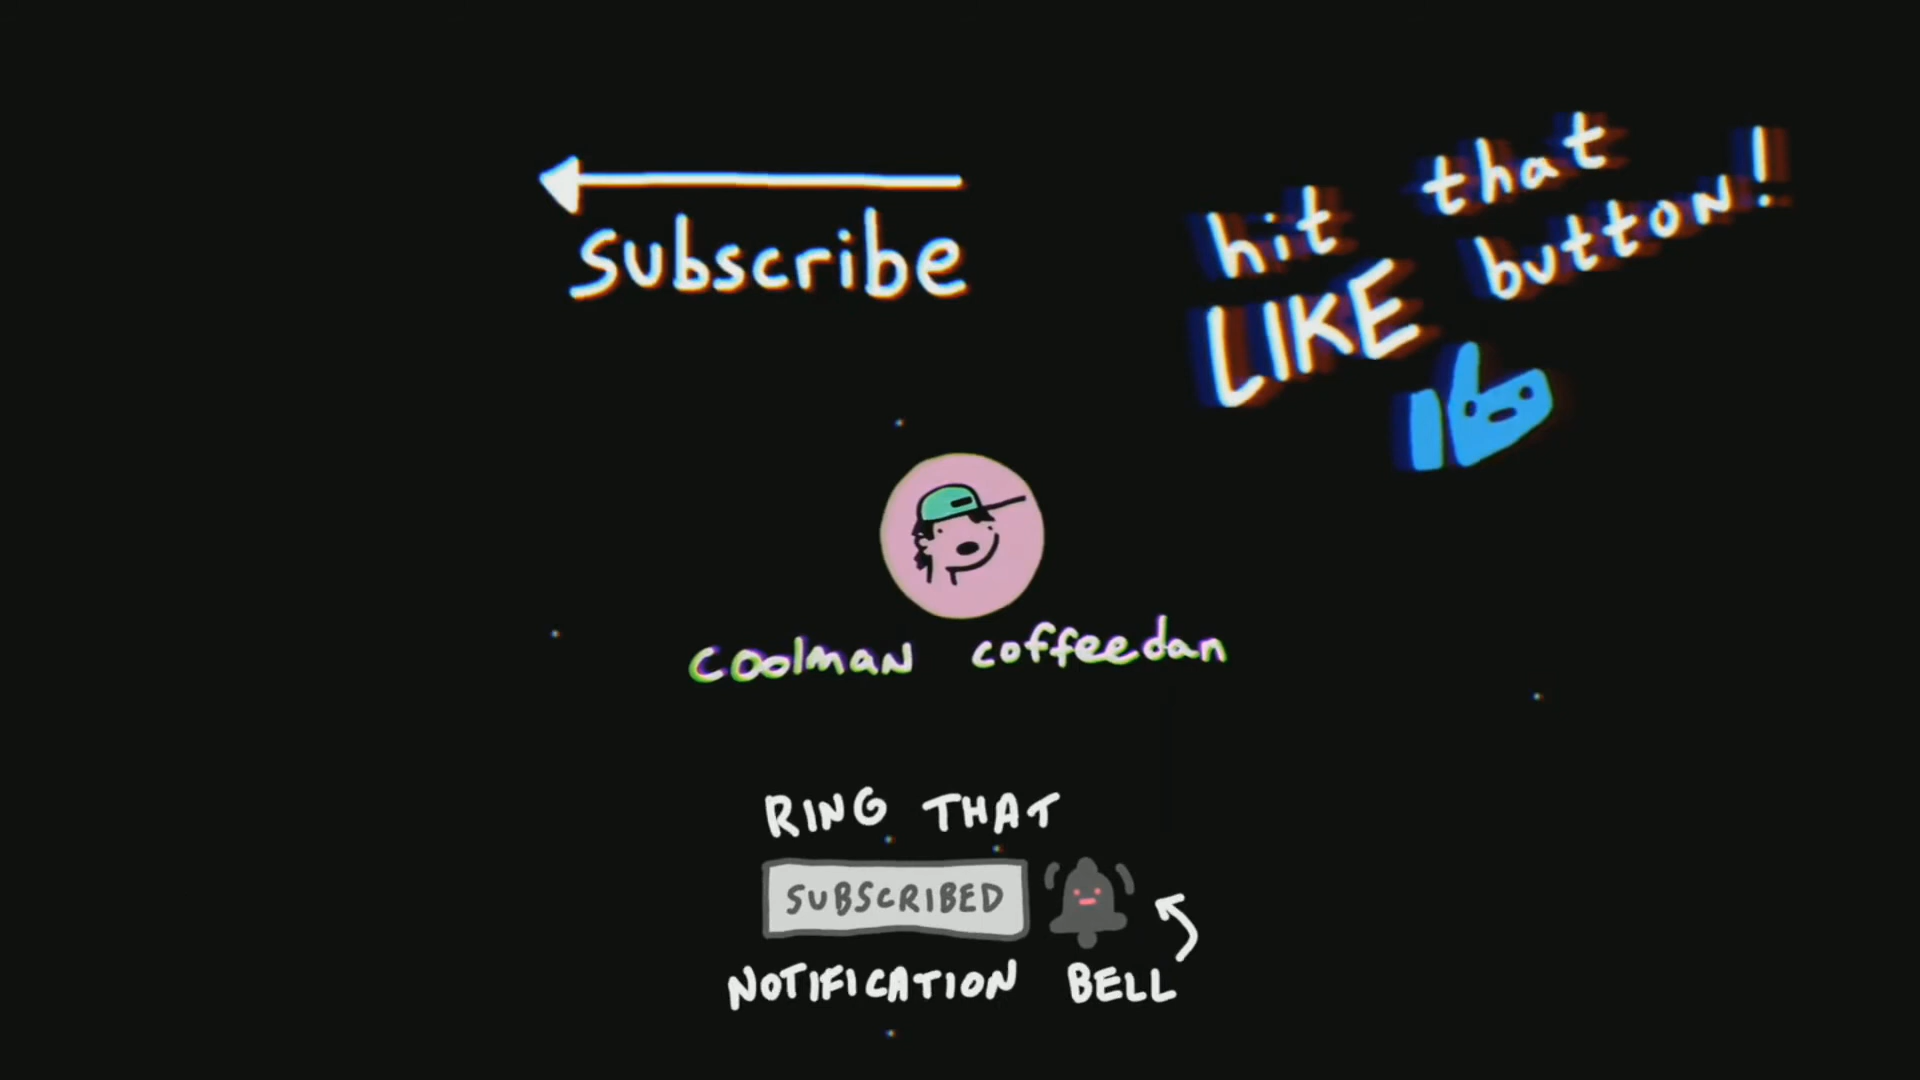 Subscribe
hit that
LIKE button!
coolman coffeedan
RING THAT
SUBSCRIBED
NOTIFICATION BELL